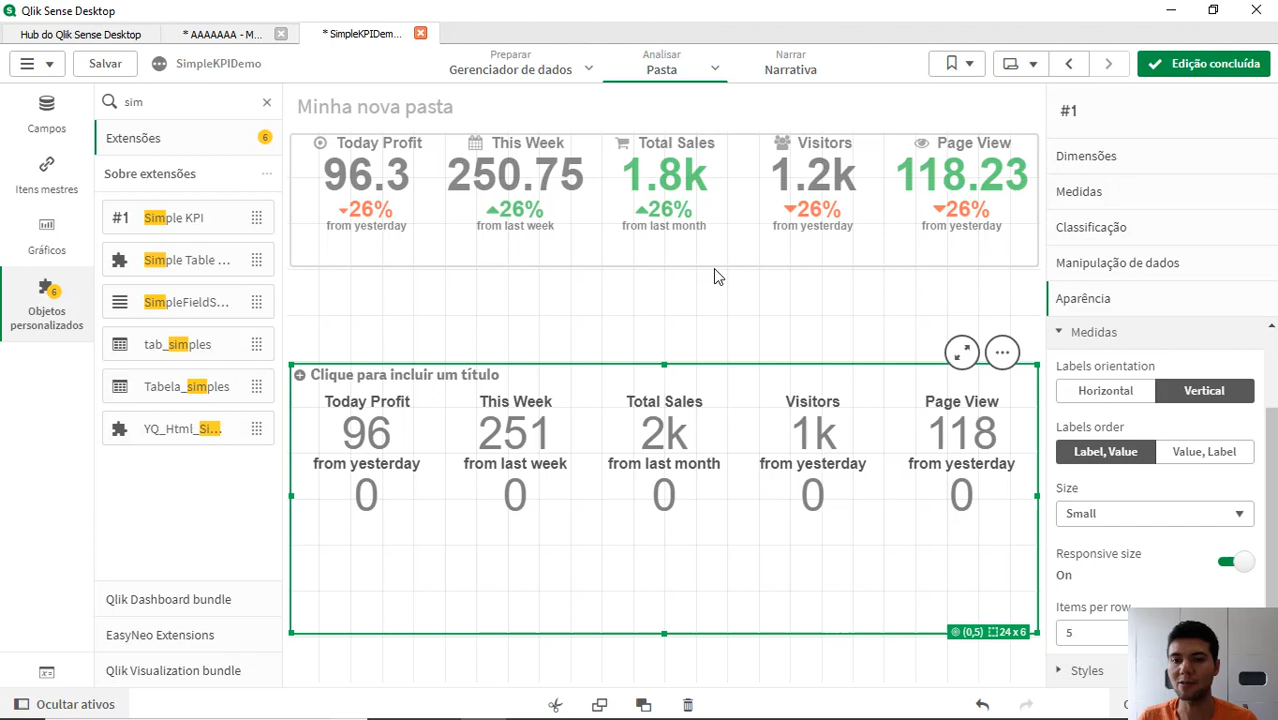 Qlik Sense Desktop
Hub do Qlik Sense Desktop
* AAAAAAA - M...
* SimpleKPIDemo...
Salvar
SimpleKPIDemo
Preparar
Gerenciador de dados
Analisar
Pasta
Narrar
Narrativa
Edição concluída
Campos
Itens mestres
Gráficos
6
Objetos
personalizados
sim
Extensões
6
Sobre extensões
...
#1 Simple KPI
Simple Table ...
SimpleFieldS...
tab_simples
Tabela_simples
YQ_Html_Si...
Qlik Dashboard bundle
EasyNeo Extensions
Qlik Visualization bundle
Ocultar ativos
Minha nova pasta
Today Profit
96.3
26%
from yesterday
This Week
250.75
26%
from last week
Total Sales
1.8k
26%
from last month
Visitors
1.2k
26%
from yesterday
Page View
118.23
26%
from yesterday
Clique para incluir um título
Today Profit
96
from yesterday
0
This Week
251
from last week
0
Total Sales
2k
from last month
0
Visitors
1k
from yesterday
0
Page View
118
from yesterday
0
(0,5) 24 x 6
#1
Dimensões
Medidas
Classificação
Manipulação de dados
Aparência
Medidas
Labels orientation
Horizontal
Vertical
Labels order
Label, Value
Value, Label
Size
Small
Responsive size
On
Items per row
5
Styles